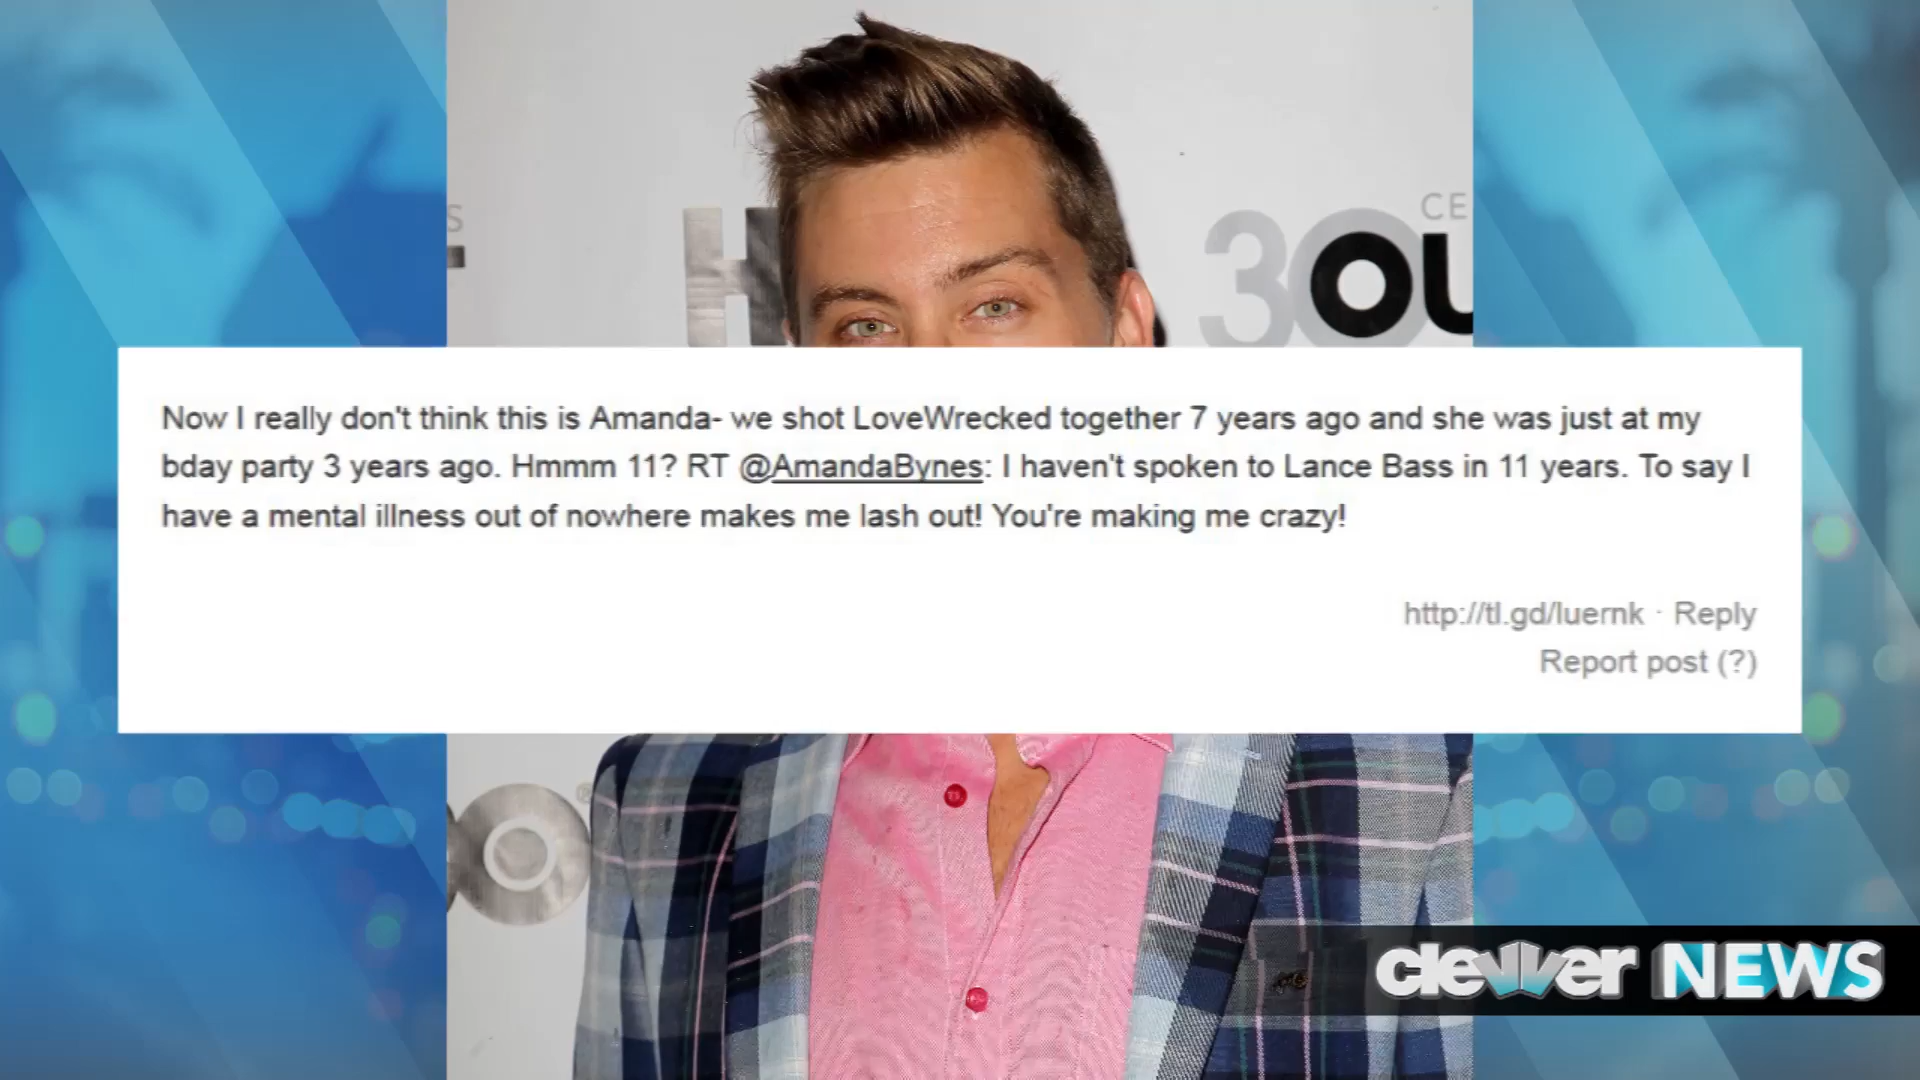 S
CE
H
30 OU
Now I really don't think this is Amanda- we shot LoveWrecked together 7 years ago and she was just at my
bday party 3 years ago. Hmmm 11? RT @AmandaBynes: I haven't spoken to Lance Bass in 11 years. To say I
have a mental illness out of nowhere makes me lash out! You're making me crazy!
http://tl.gd/luernk · Reply
Report post (?)
O
clevver NEWS